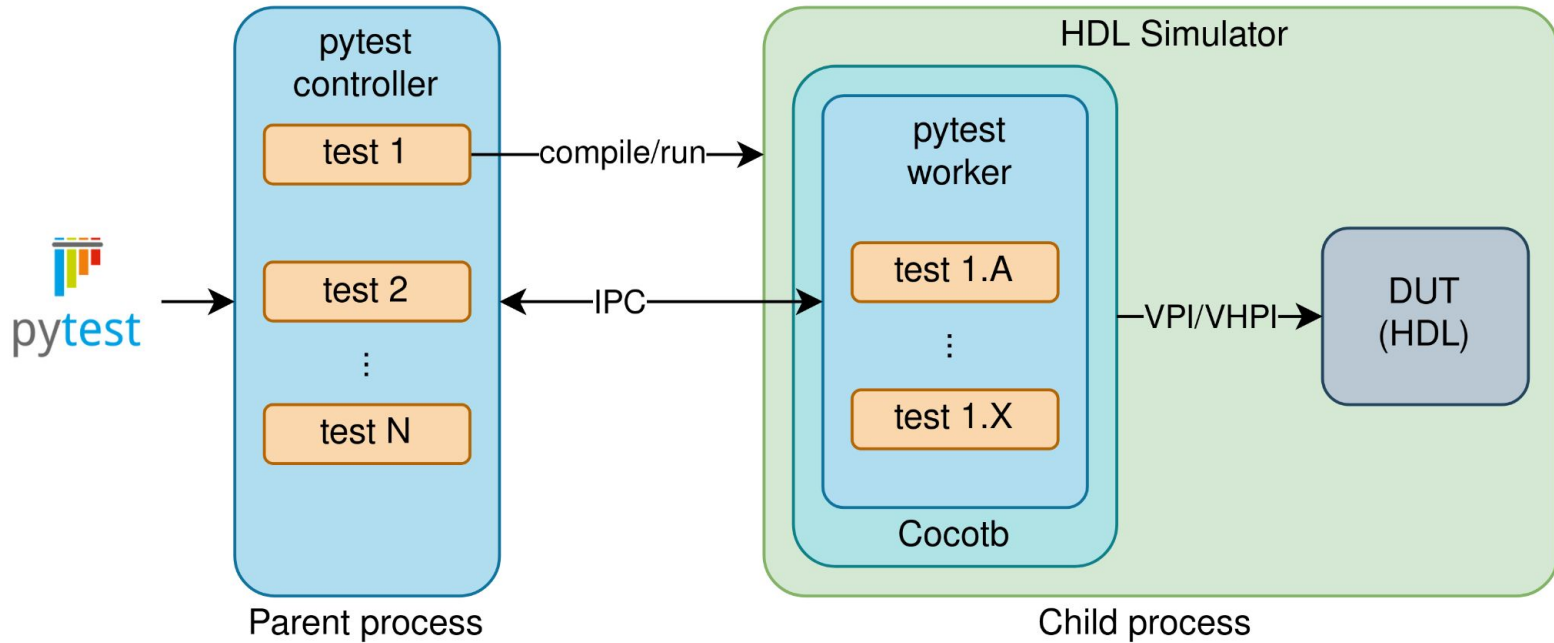 pytest
pytest
controller
test 1
test 2
⋮
test N
Parent process
compile/run
IPC
HDL Simulator
pytest
worker
test 1.A
⋮
test 1.X
Cocotb
VPI/VHPI
DUT
(HDL)
Child process